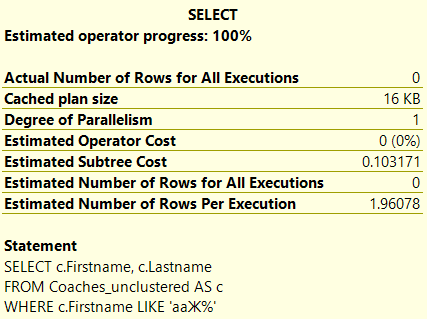 SELECT
Estimated operator progress: 100%
Actual Number of Rows for All Executions 0
Cached plan size 16 KB
Degree of Parallelism 1
Estimated Operator Cost 0 (0%)
Estimated Subtree Cost 0.103171
Estimated Number of Rows for All Executions 0
Estimated Number of Rows Per Execution 1.96078
Statement
SELECT c.Firstname, c.Lastname
FROM Coaches_unclustered AS c
WHERE c.Firstname LIKE 'aaЖ%'